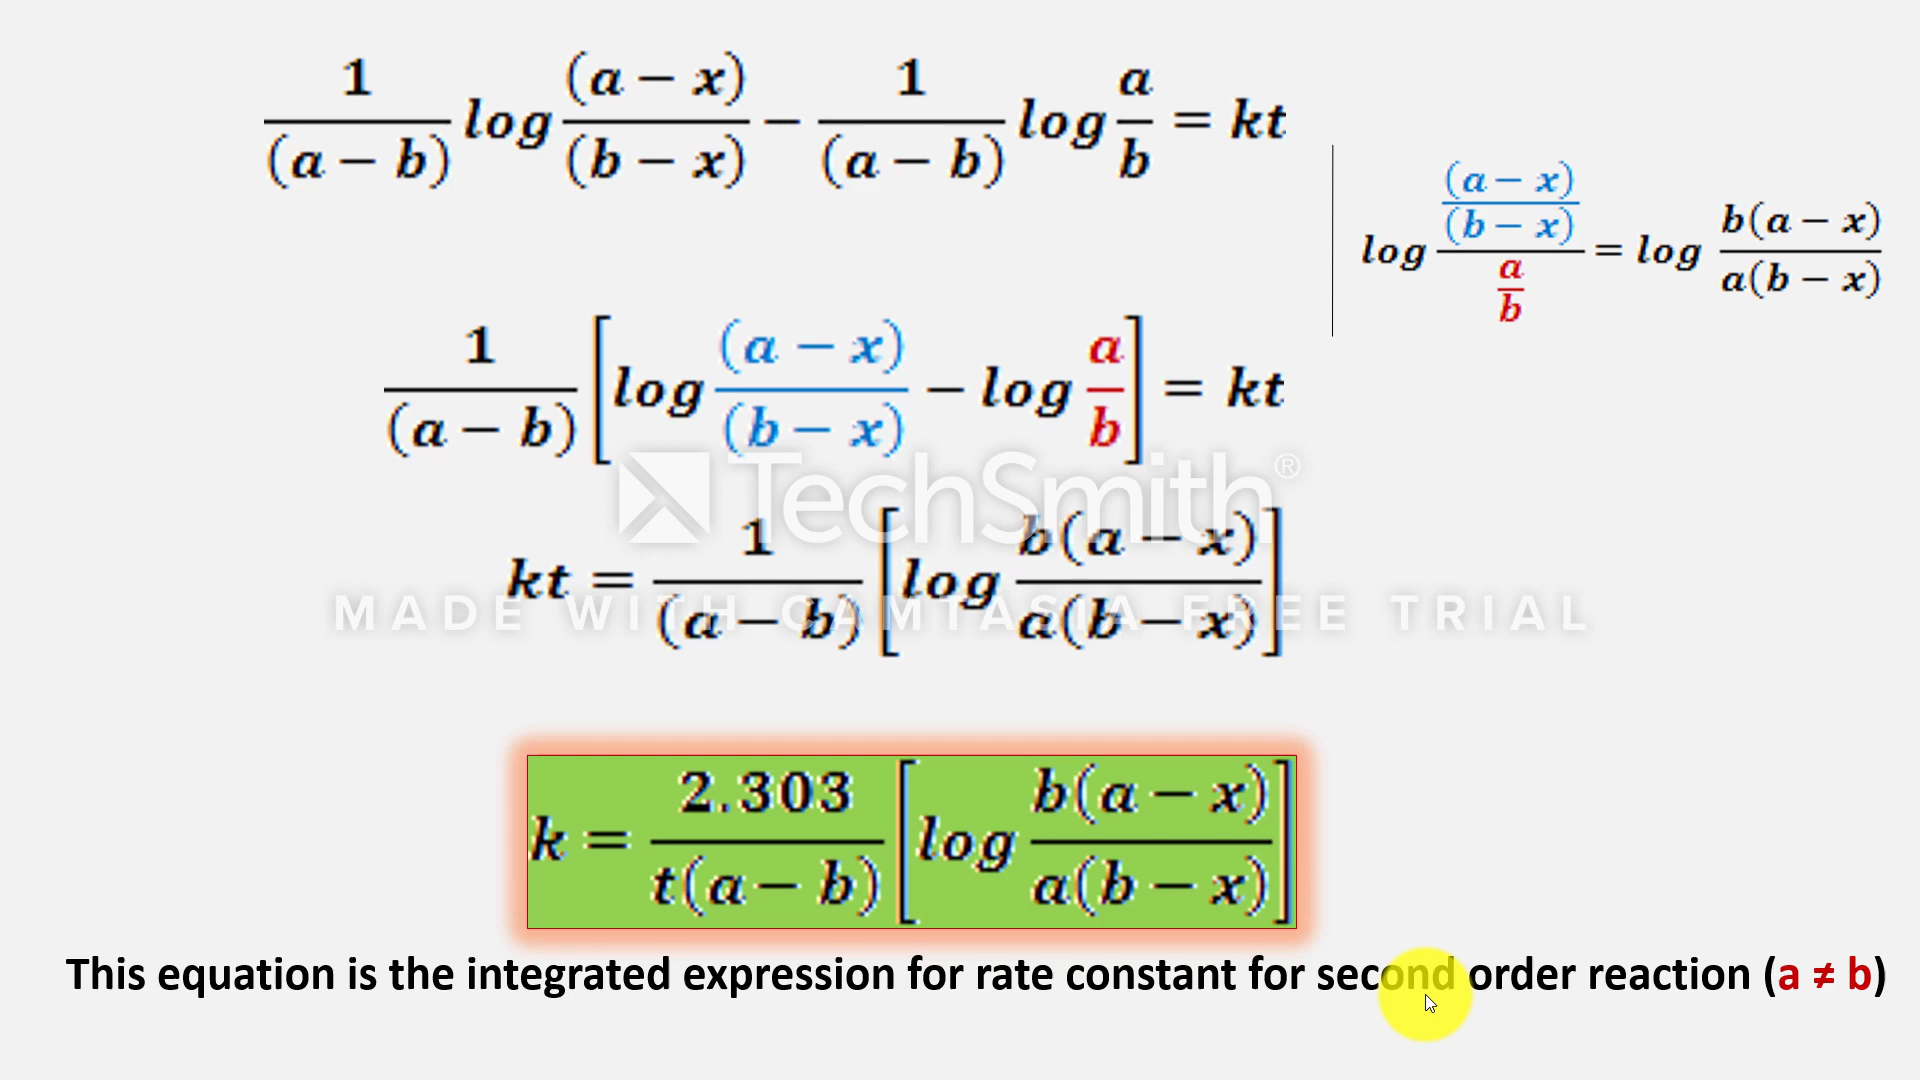 1/(a − b) log (a − x)/(b − x) − 1/(a − b) log a/b = kt
log ((a − x)/(b − x))/(a/b) = log b(a − x)/a(b − x)
1/(a − b) [log (a − x)/(b − x) − log a/b] = kt
TechSmith®
kt = 1/(a − b) [log b(a − x)/a(b − x)]
MADE WITH CAMTASIA FREE TRIAL
k = 2.303/t(a − b) [log b(a − x)/a(b − x)]
This equation is the integrated expression for rate constant for second order reaction (a ≠ b)